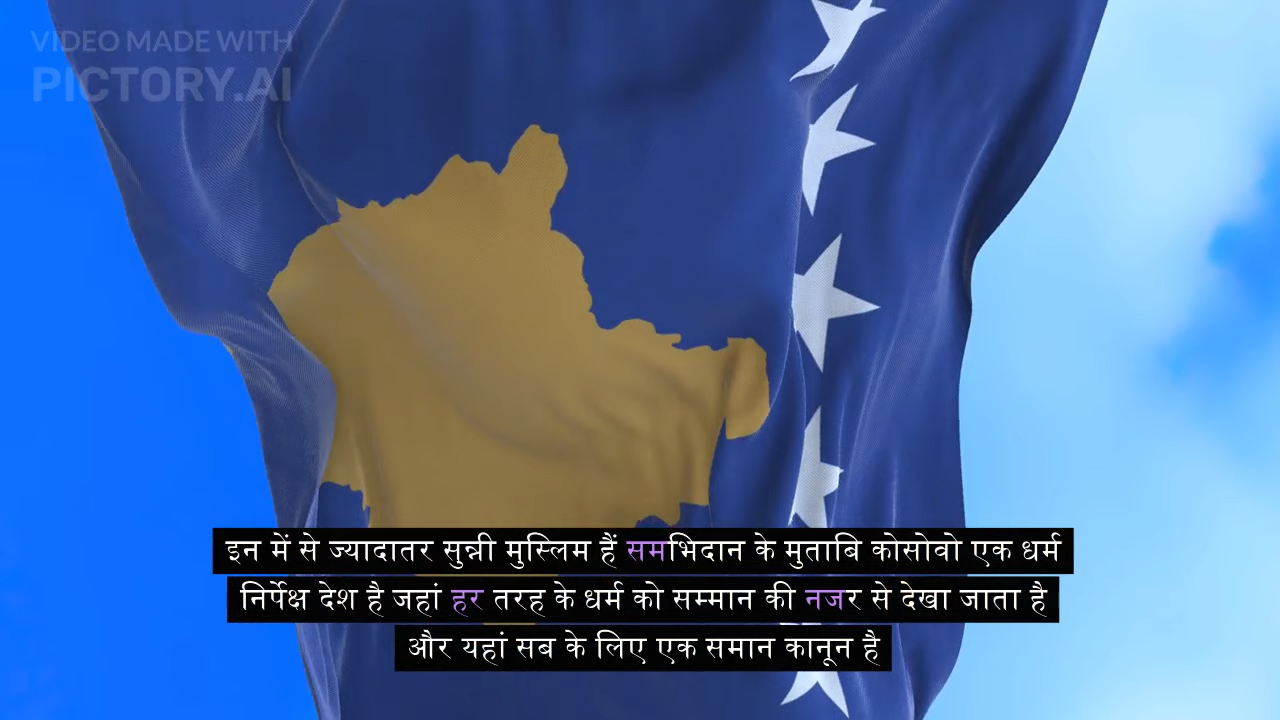 VIDEO MADE WITH
PICTORY.AI
इन में से ज्यादातर सुन्नी मुस्लिम हैं समभिदान के मुताबि कोसोवो एक धर्म
निर्पेक्ष देश है जहां हर तरह के धर्म को सम्मान की नजर से देखा जाता है
और यहां सब के लिए एक समान कानून है